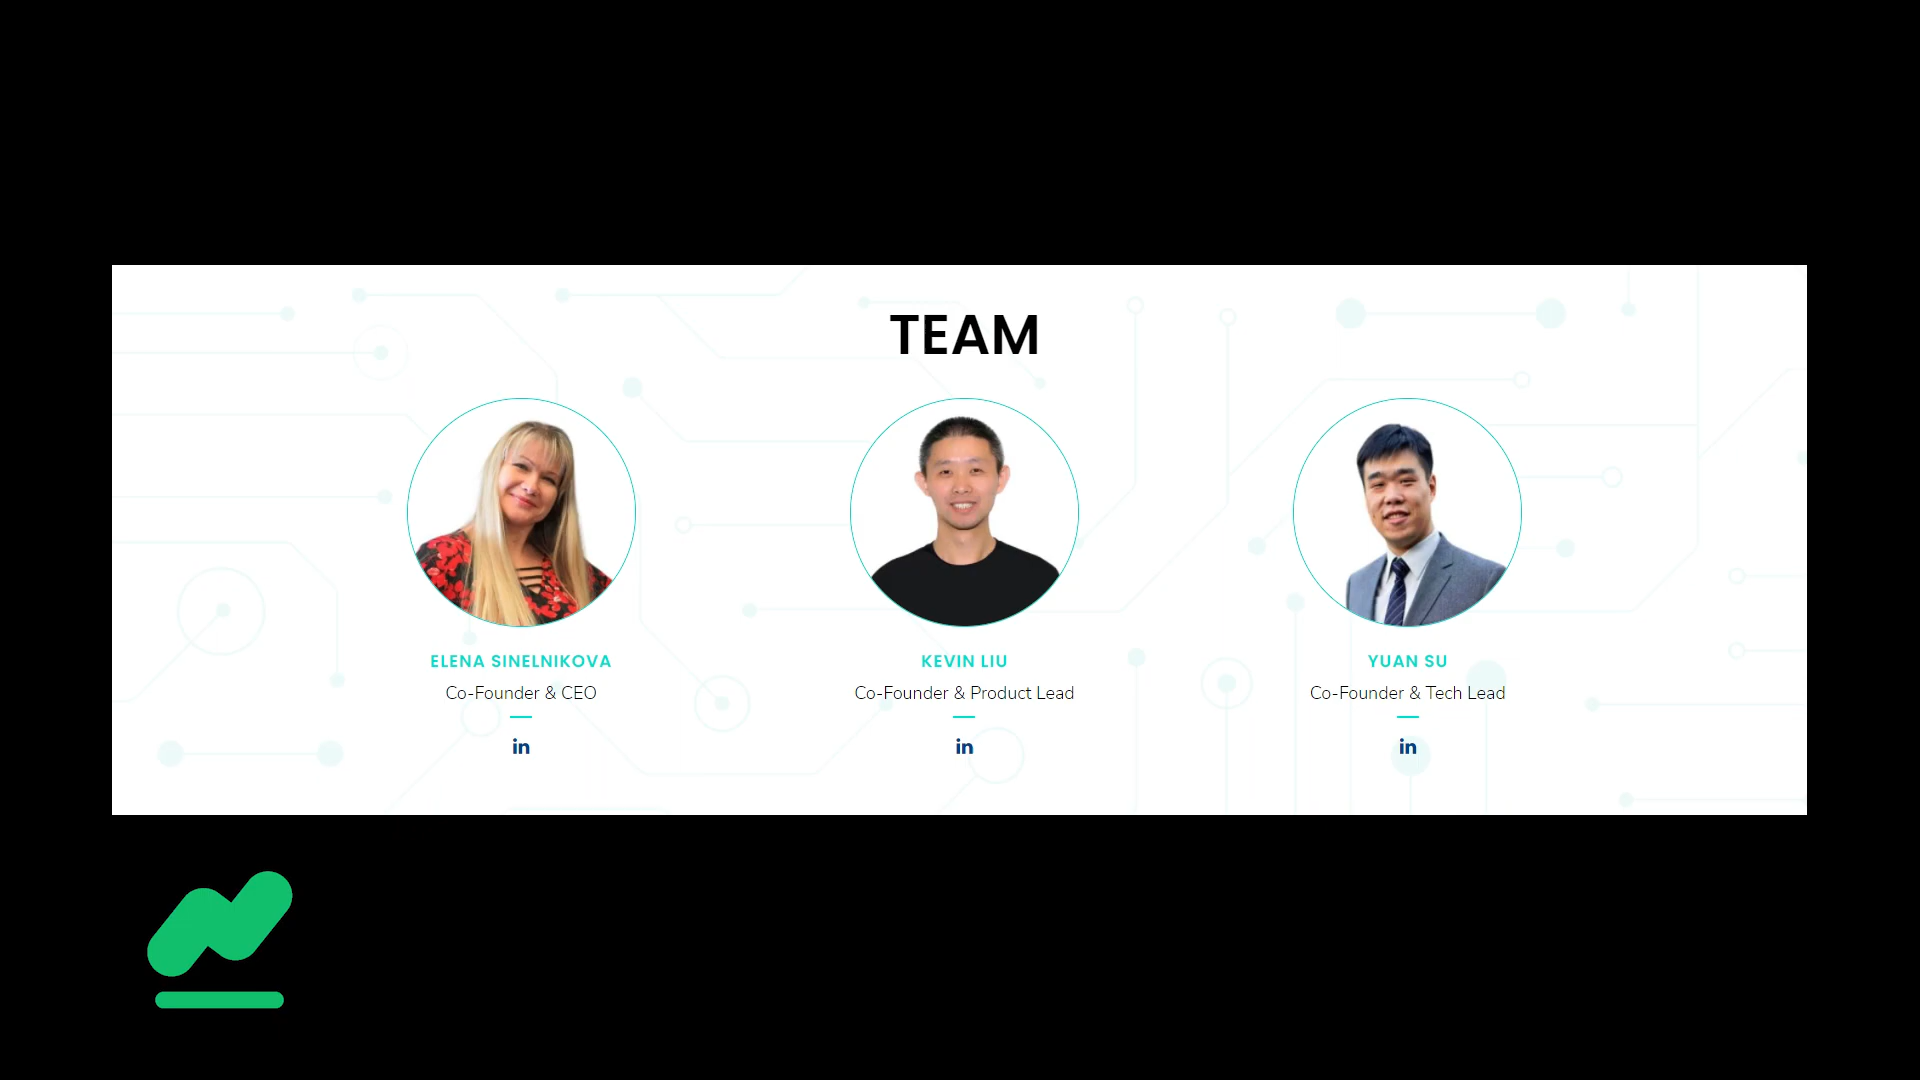 TEAM
ELENA SINELNIKOVA
Co-Founder & CEO
in
KEVIN LIU
Co-Founder & Product Lead
in
YUAN SU
Co-Founder & Tech Lead
in